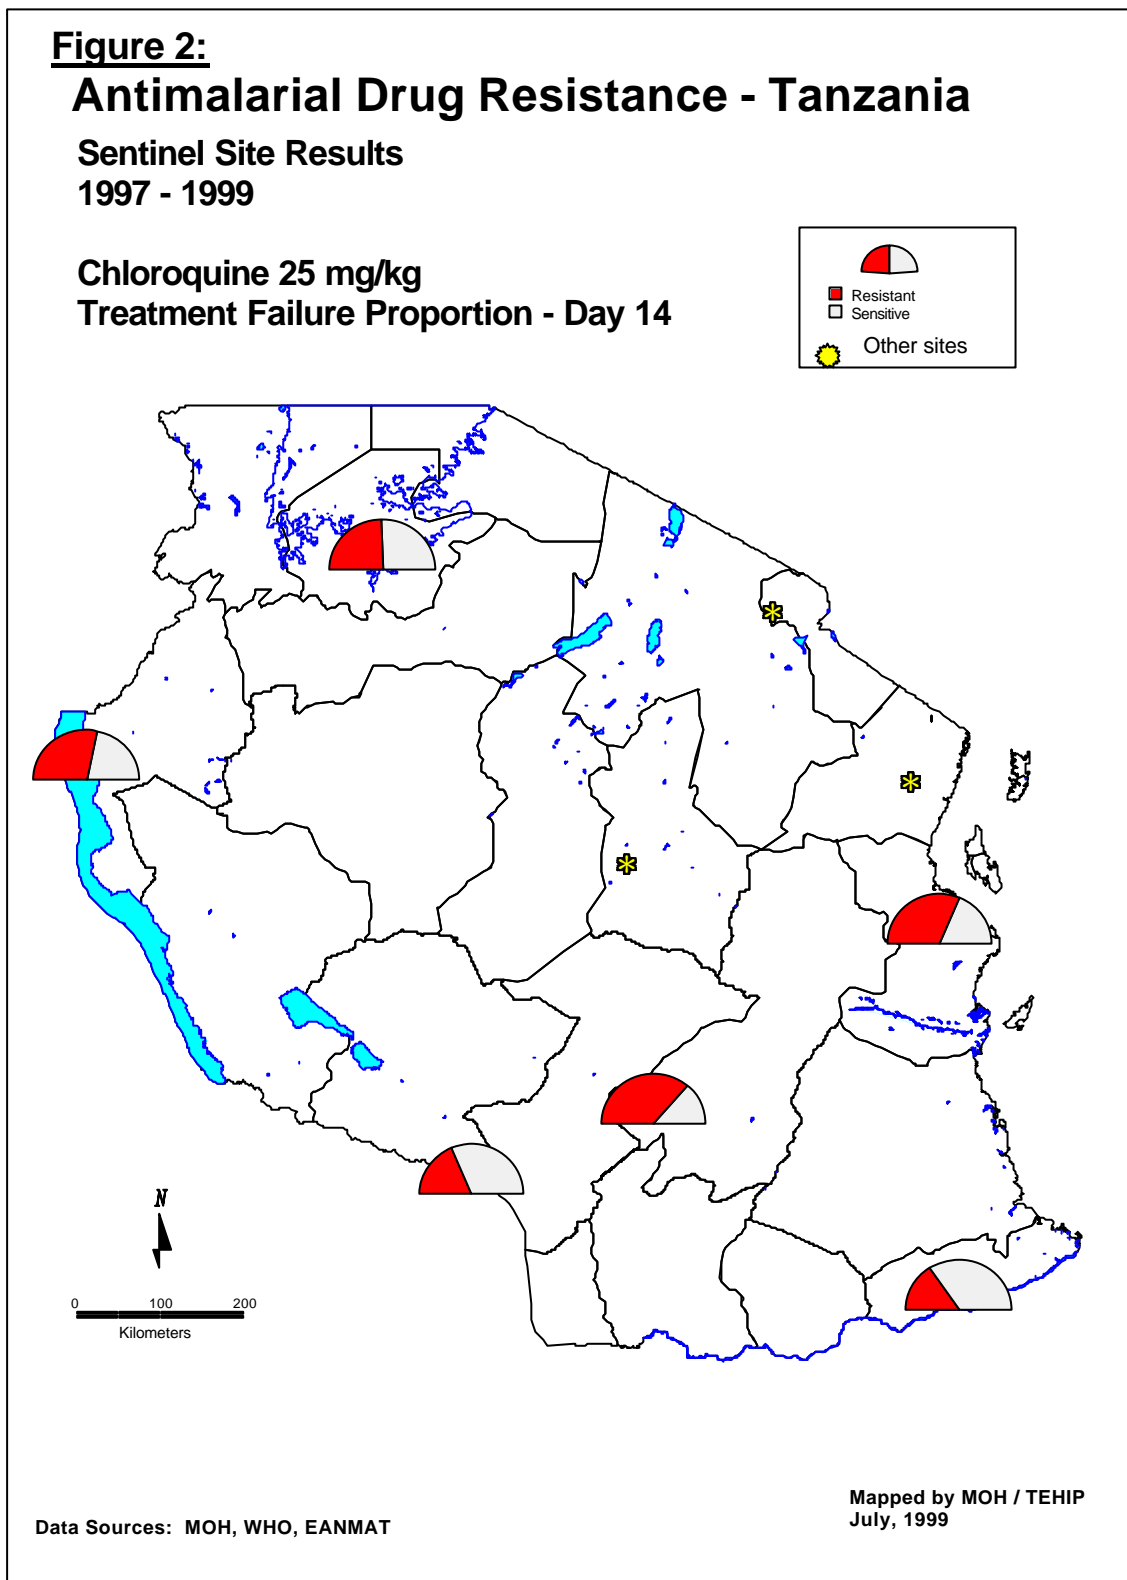 Figure 2:
Antimalarial Drug Resistance - Tanzania
Sentinel Site Results
1997 - 1999
Chloroquine 25 mg/kg
Treatment Failure Proportion - Day 14
Resistant
Sensitive
Other sites
N
0 100 200
Kilometers
Mapped by MOH / TEHIP
July, 1999
Data Sources: MOH, WHO, EANMAT